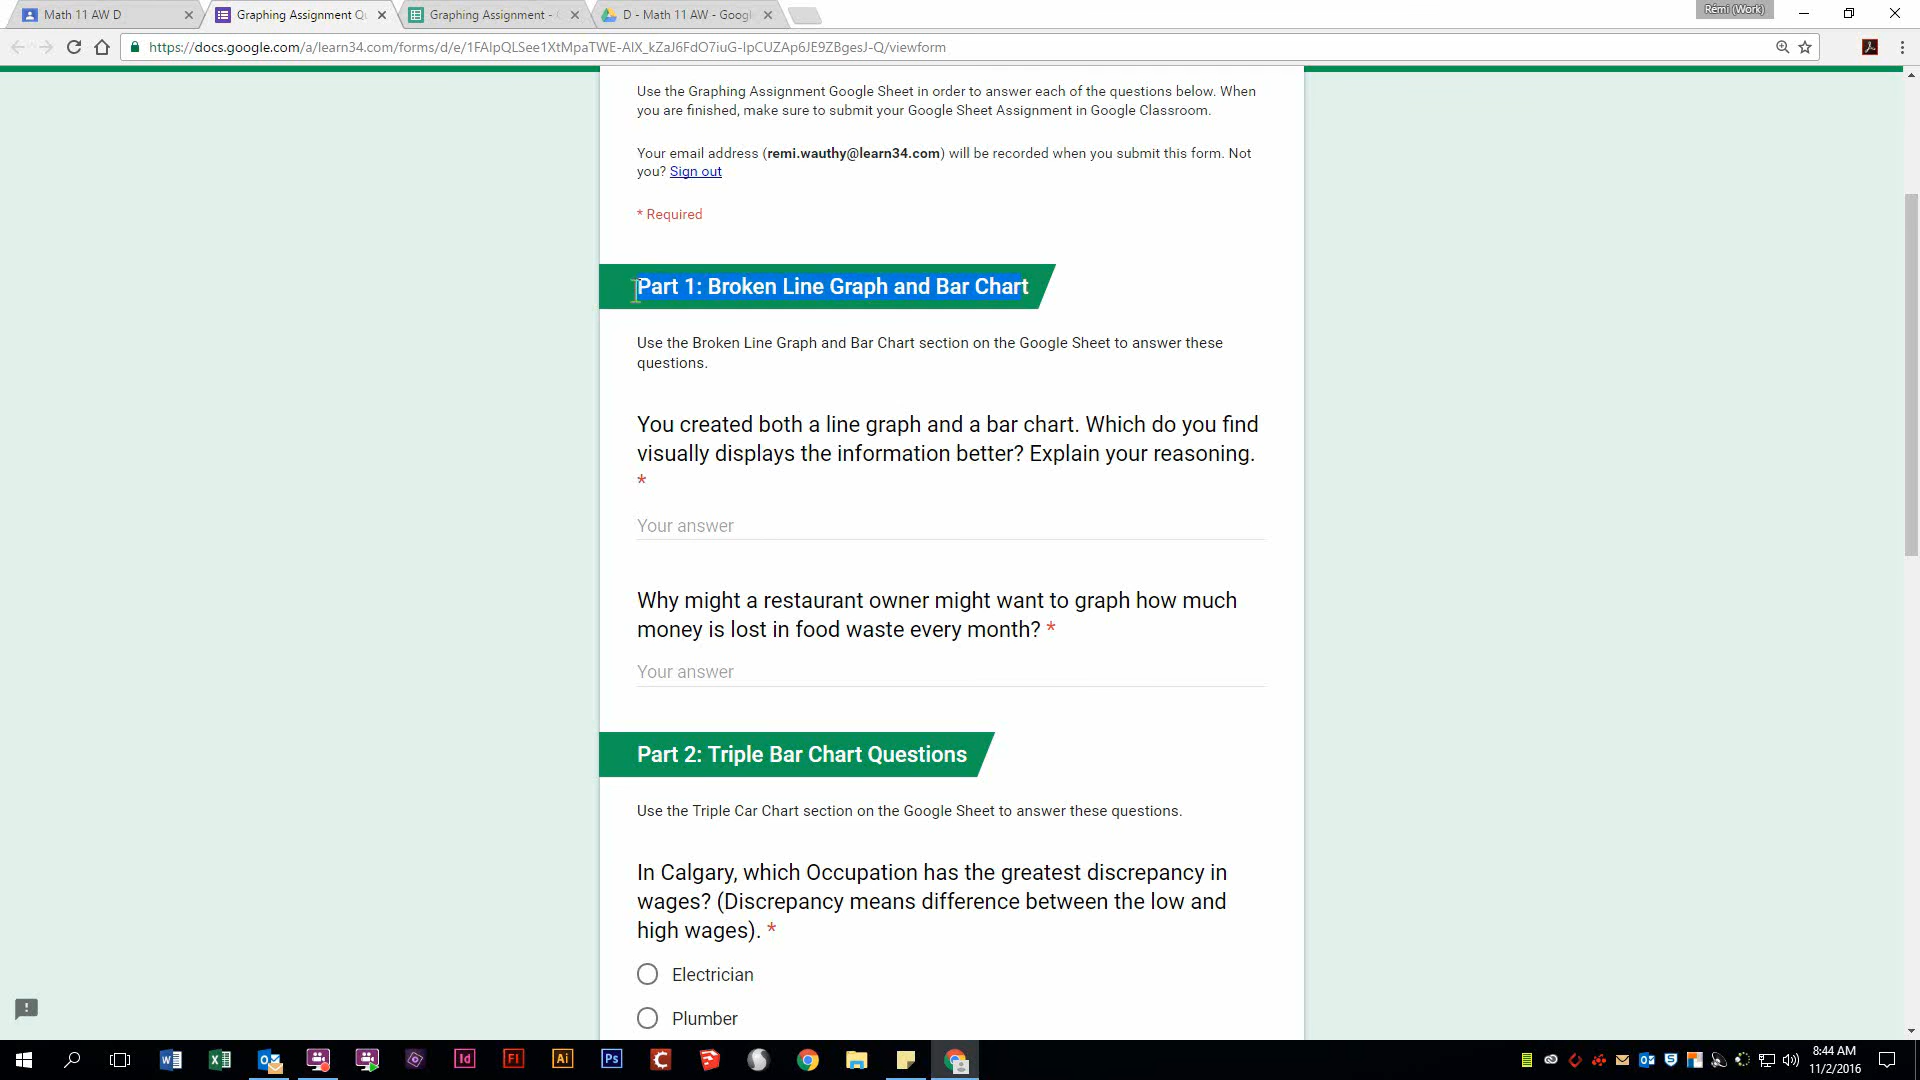 Math 11 AW D
Graphing Assignment Qu
Graphing Assignment - G
D - Math 11 AW - Googl
Rémi (Work)
https://docs.google.com/a/learn34.com/forms/d/e/1FAIpQLSee1XtMpaTWE-AIX_kZaJ6FdO7iuG-IpCUZAp6JE9ZBgesJ-Q/viewform
Use the Graphing Assignment Google Sheet in order to answer each of the questions below. When
you are finished, make sure to submit your Google Sheet Assignment in Google Classroom.
Your email address (remi.wauthy@learn34.com) will be recorded when you submit this form. Not
you? Sign out
* Required
Part 1: Broken Line Graph and Bar Chart
Use the Broken Line Graph and Bar Chart section on the Google Sheet to answer these
questions.
You created both a line graph and a bar chart. Which do you find
visually displays the information better? Explain your reasoning.
*
Your answer
Why might a restaurant owner might want to graph how much
money is lost in food waste every month? *
Your answer
Part 2: Triple Bar Chart Questions
Use the Triple Car Chart section on the Google Sheet to answer these questions.
In Calgary, which Occupation has the greatest discrepancy in
wages? (Discrepancy means difference between the low and
high wages). *
Electrician
Plumber
8:44 AM
11/2/2016